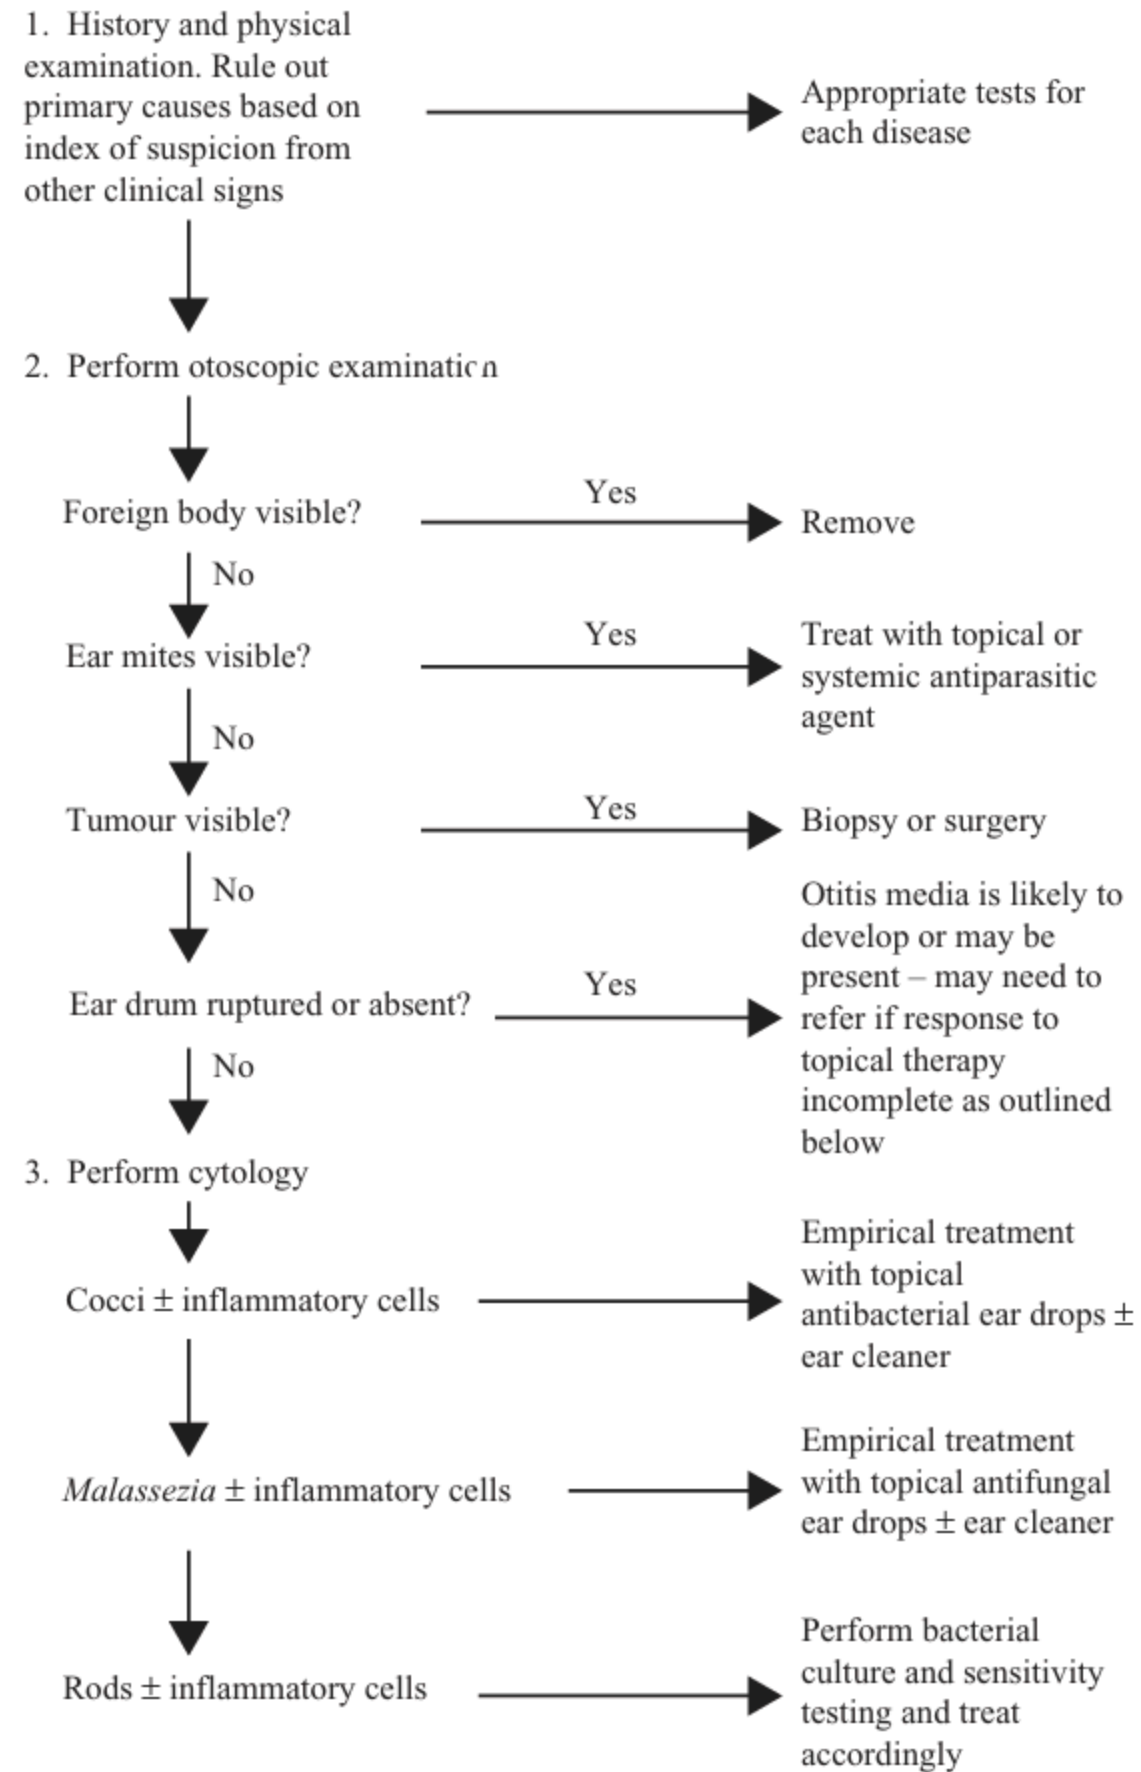 1. History and physical
examination. Rule out
primary causes based on
index of suspicion from
other clinical signs
Appropriate tests for
each disease
2. Perform otoscopic examination
Foreign body visible?
Yes
Remove
No
Ear mites visible?
Yes
Treat with topical or
systemic antiparasitic
agent
No
Tumour visible?
Yes
Biopsy or surgery
No
Ear drum ruptured or absent?
Yes
Otitis media is likely to
develop or may be
present – may need to
refer if response to
topical therapy
incomplete as outlined
below
No
3. Perform cytology
Cocci ± inflammatory cells
Empirical treatment
with topical
antibacterial ear drops ±
ear cleaner
Malassezia ± inflammatory cells
Empirical treatment
with topical antifungal
ear drops ± ear cleaner
Rods ± inflammatory cells
Perform bacterial
culture and sensitivity
testing and treat
accordingly